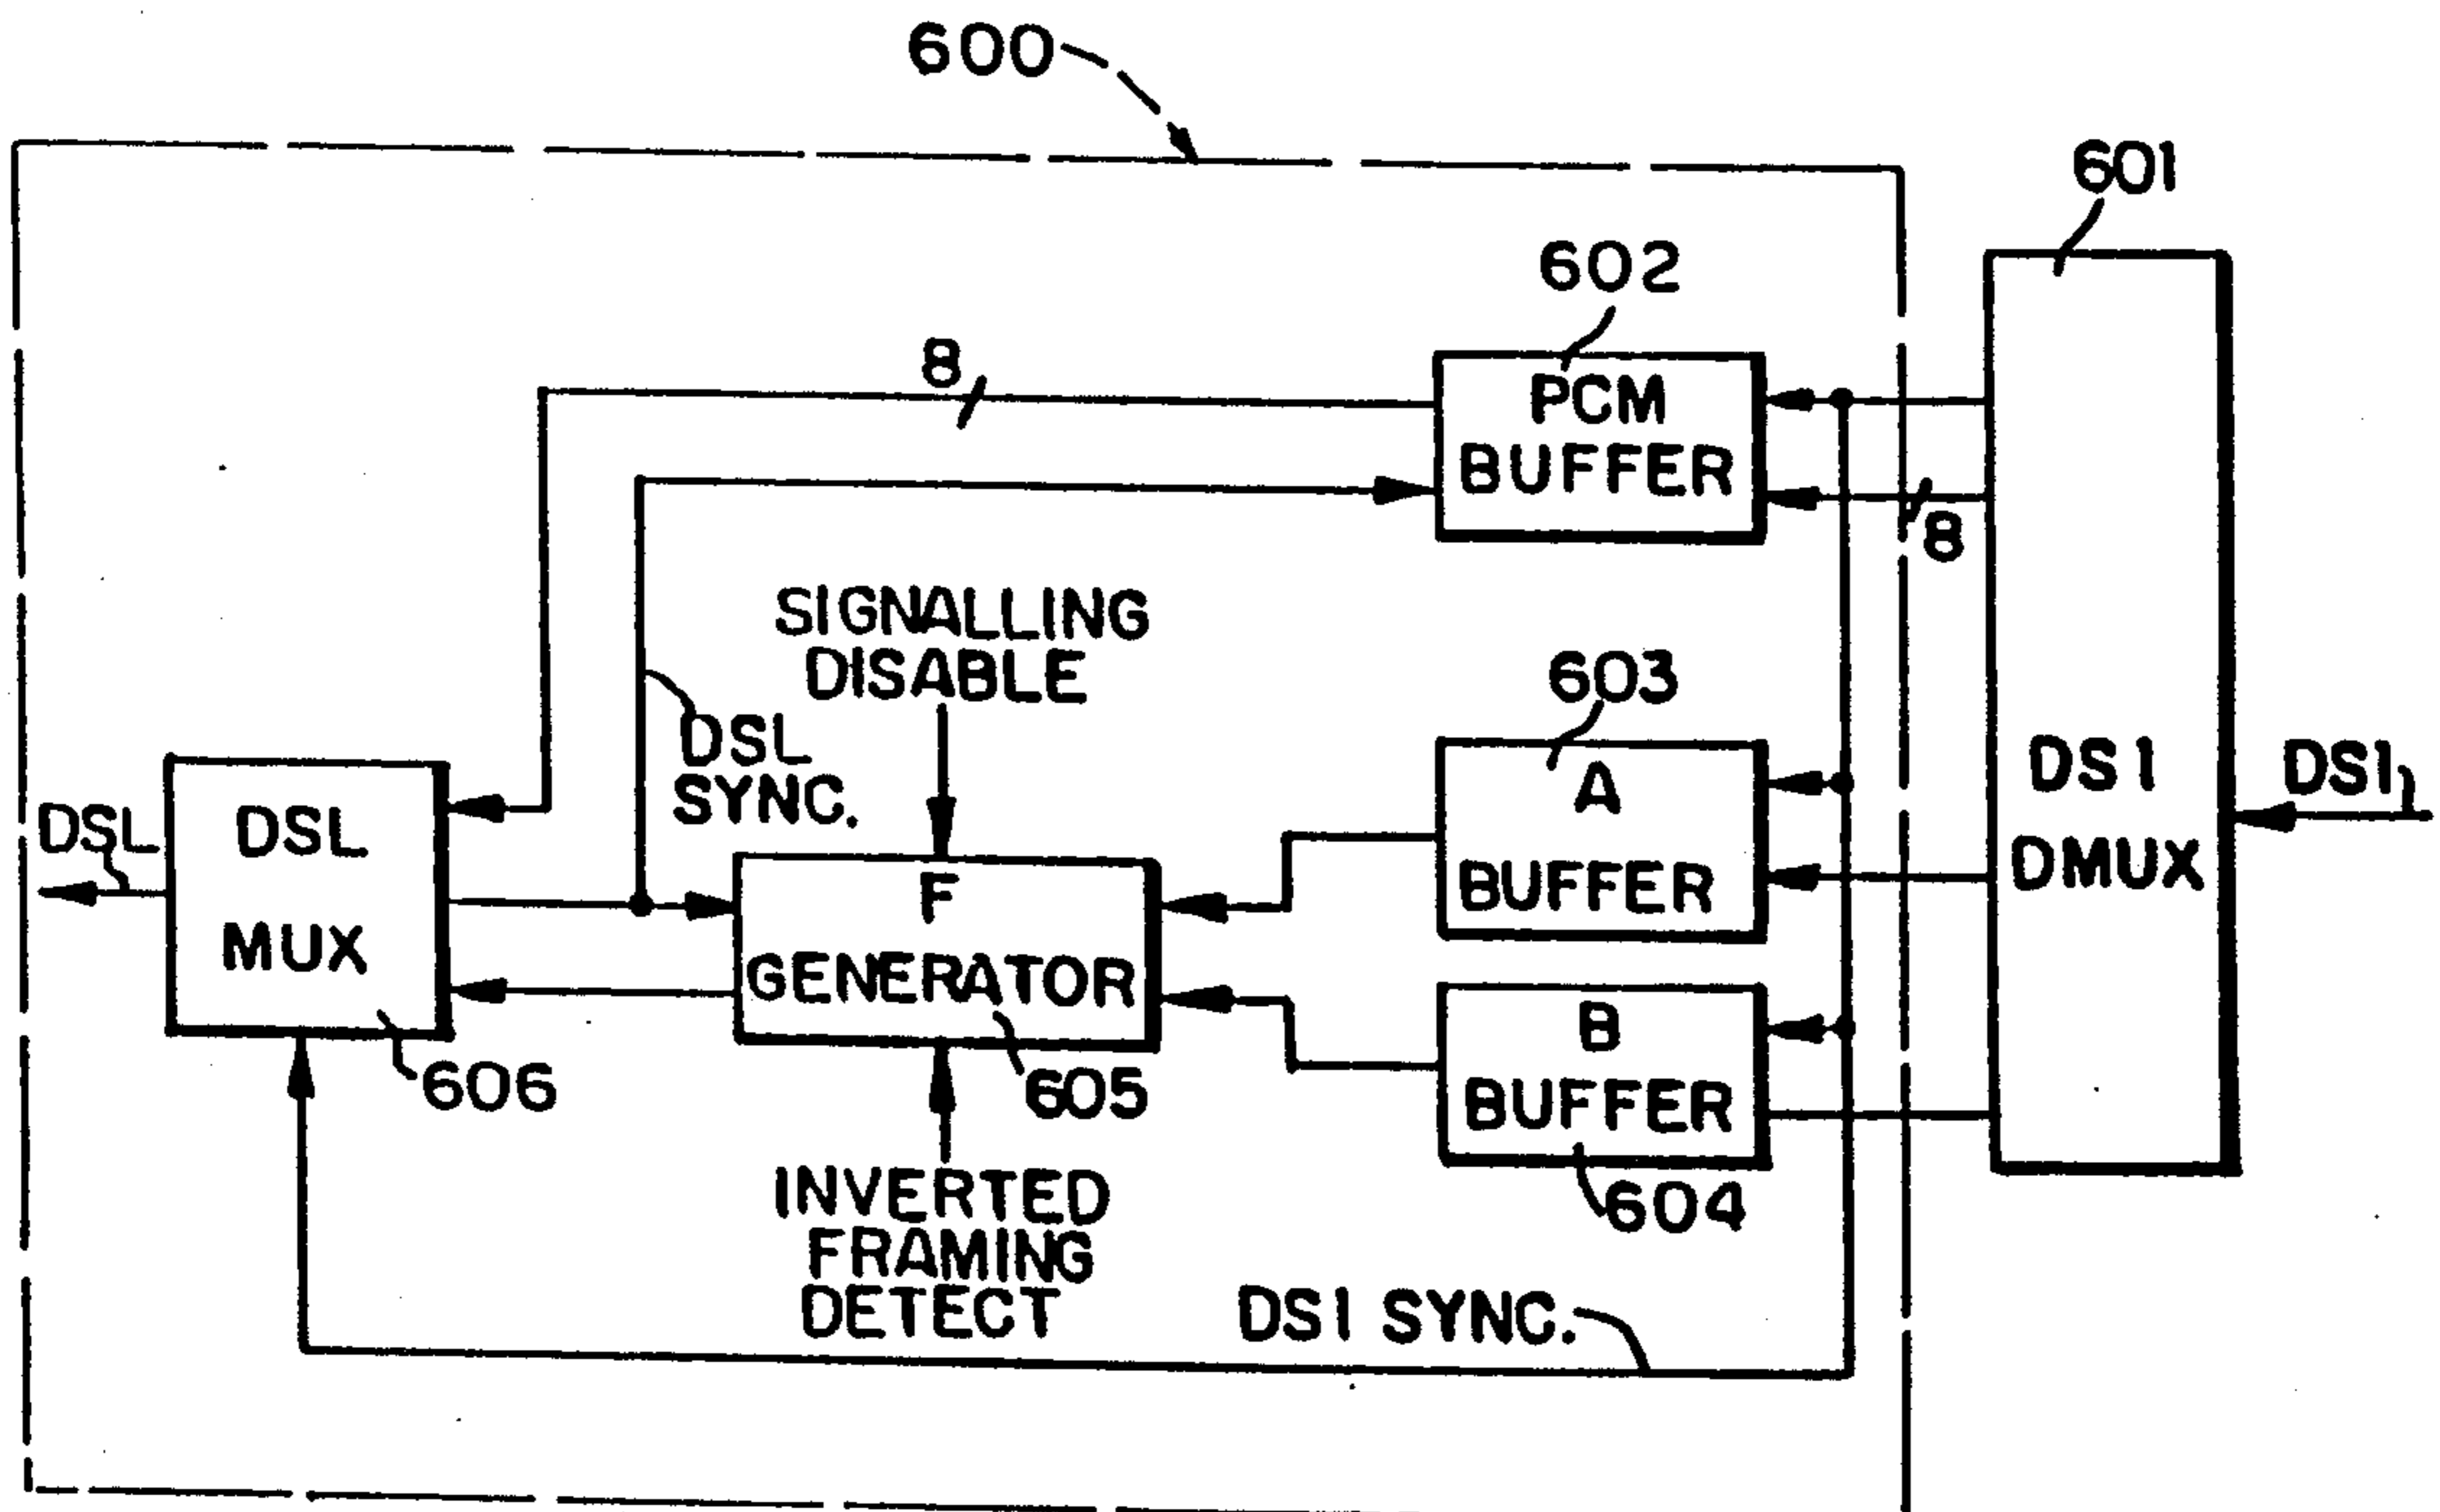 600
601
602
8
PCM
BUFFER
8
SIGNALLING
DISABLE
603
DSL
SYNC.
A
BUFFER
DS1
DMUX
DS1
DSL
DSL
MUX
606
F
GENERATOR
605
B
BUFFER
604
INVERTED
FRAMING
DETECT
DS1 SYNC.